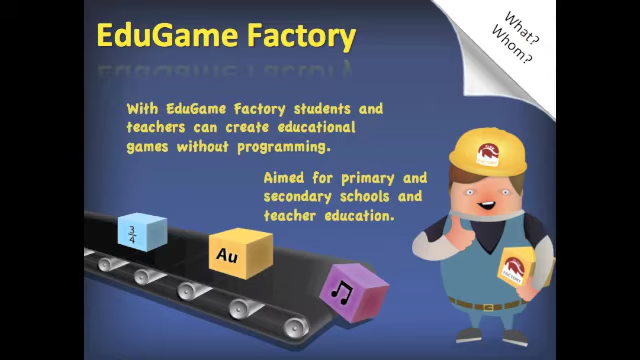 EduGame Factory
What?
Whom?
With EduGame Factory students and
teachers can create educational
games without programming.
Aimed for primary and
secondary schools and
teacher education.
3/4
Au